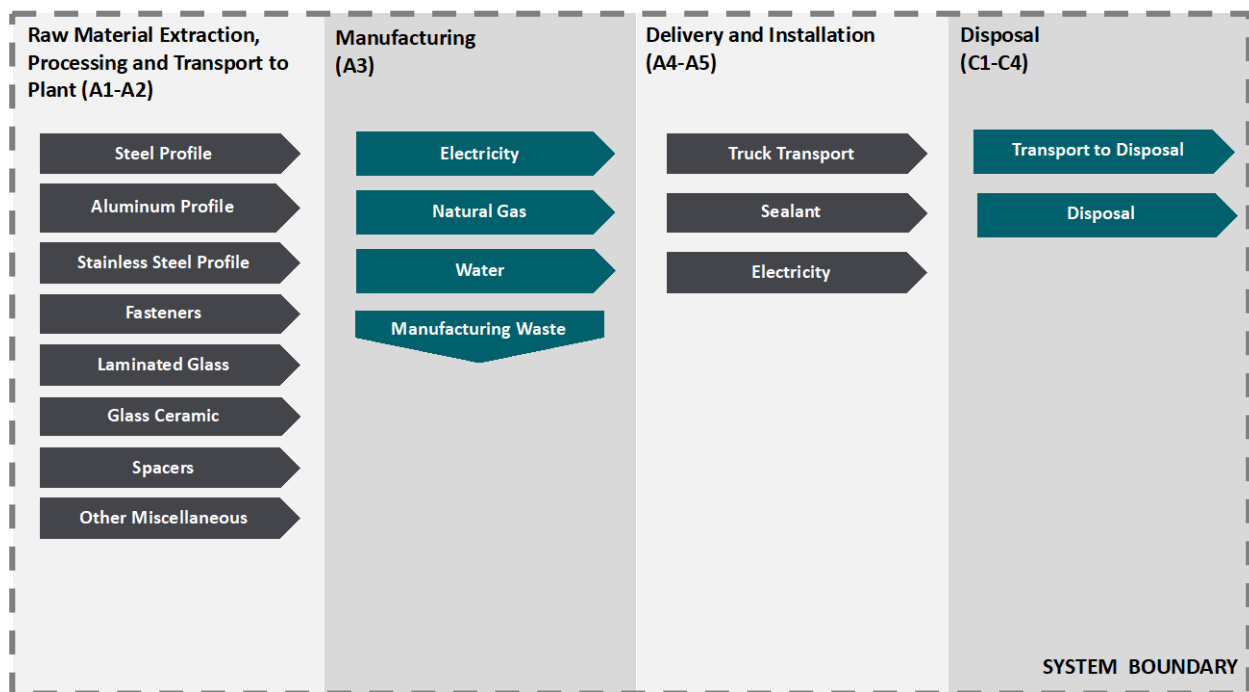 Raw Material Extraction,
Processing and Transport to
Plant (A1-A2)
Steel Profile
Aluminum Profile
Stainless Steel Profile
Fasteners
Laminated Glass
Glass Ceramic
Spacers
Other Miscellaneous
Manufacturing
(A3)
Electricity
Natural Gas
Water
Manufacturing Waste
Delivery and Installation
(A4-A5)
Truck Transport
Sealant
Electricity
Disposal
(C1-C4)
Transport to Disposal
Disposal
SYSTEM BOUNDARY